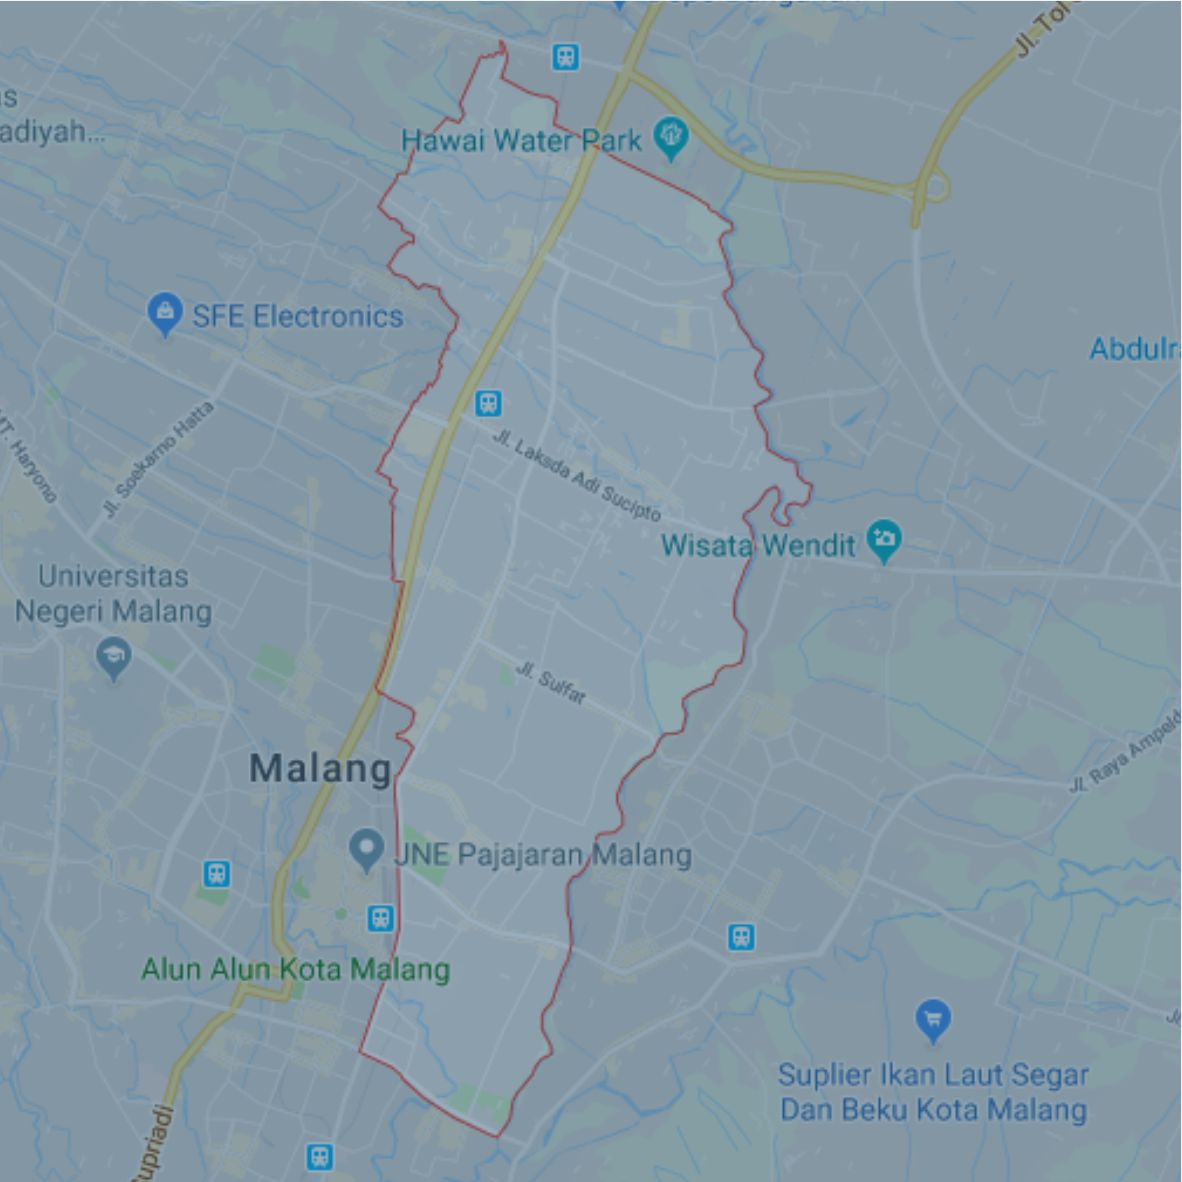 Jl. Tol
as
adiyah...
Hawai Water Park
SFE Electronics
Abdulra
MT. Haryono
Jl. Soekarno Hatta
Jl. Laksda Adi Sucipto
Wisata Wendit
Universitas
Negeri Malang
Jl. Sulfat
Malang
Jl. Raya Ampeld
JNE Pajajaran Malang
Alun Alun Kota Malang
Suplier Ikan Laut Segar
Dan Beku Kota Malang
Supriadi